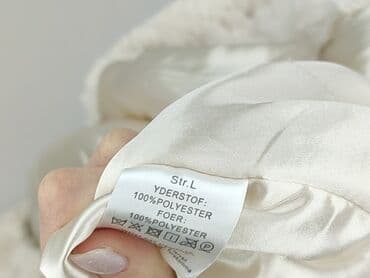 Str.L
YDERSTOF:
100%POLYESTER
FOER:
100%POLYESTER
P